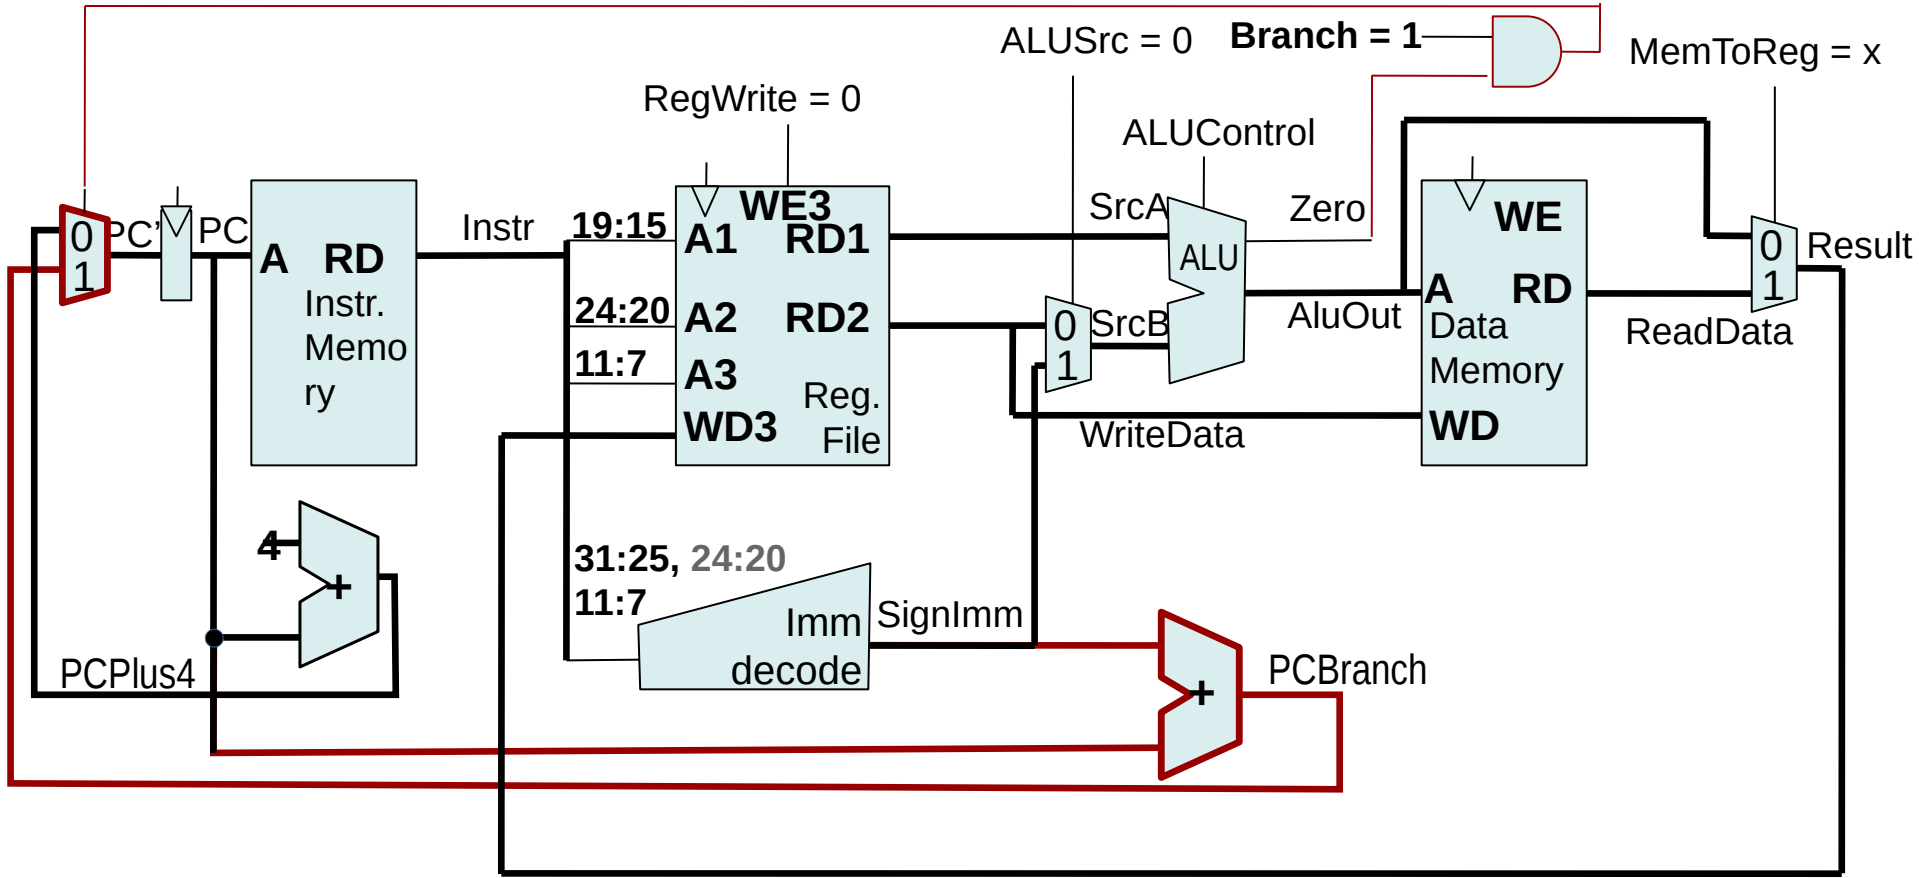 ALUSrc = 0
Branch = 1
MemToReg = x
RegWrite = 0
ALUControl
PC'
PC
Instr
19:15
WE3
SrcA
Zero
WE
0
1
A
RD
Instr.
Memo
ry
A1
RD1
ALU
0
1
Result
24:20
A2
RD2
0
1
SrcB
AluOut
A
RD
Data
Memory
ReadData
11:7
A3
Reg.
File
WD3
WriteData
WD
4
+
31:25, 24:20
11:7
Imm
decode
SignImm
PCPlus4
+
PCBranch